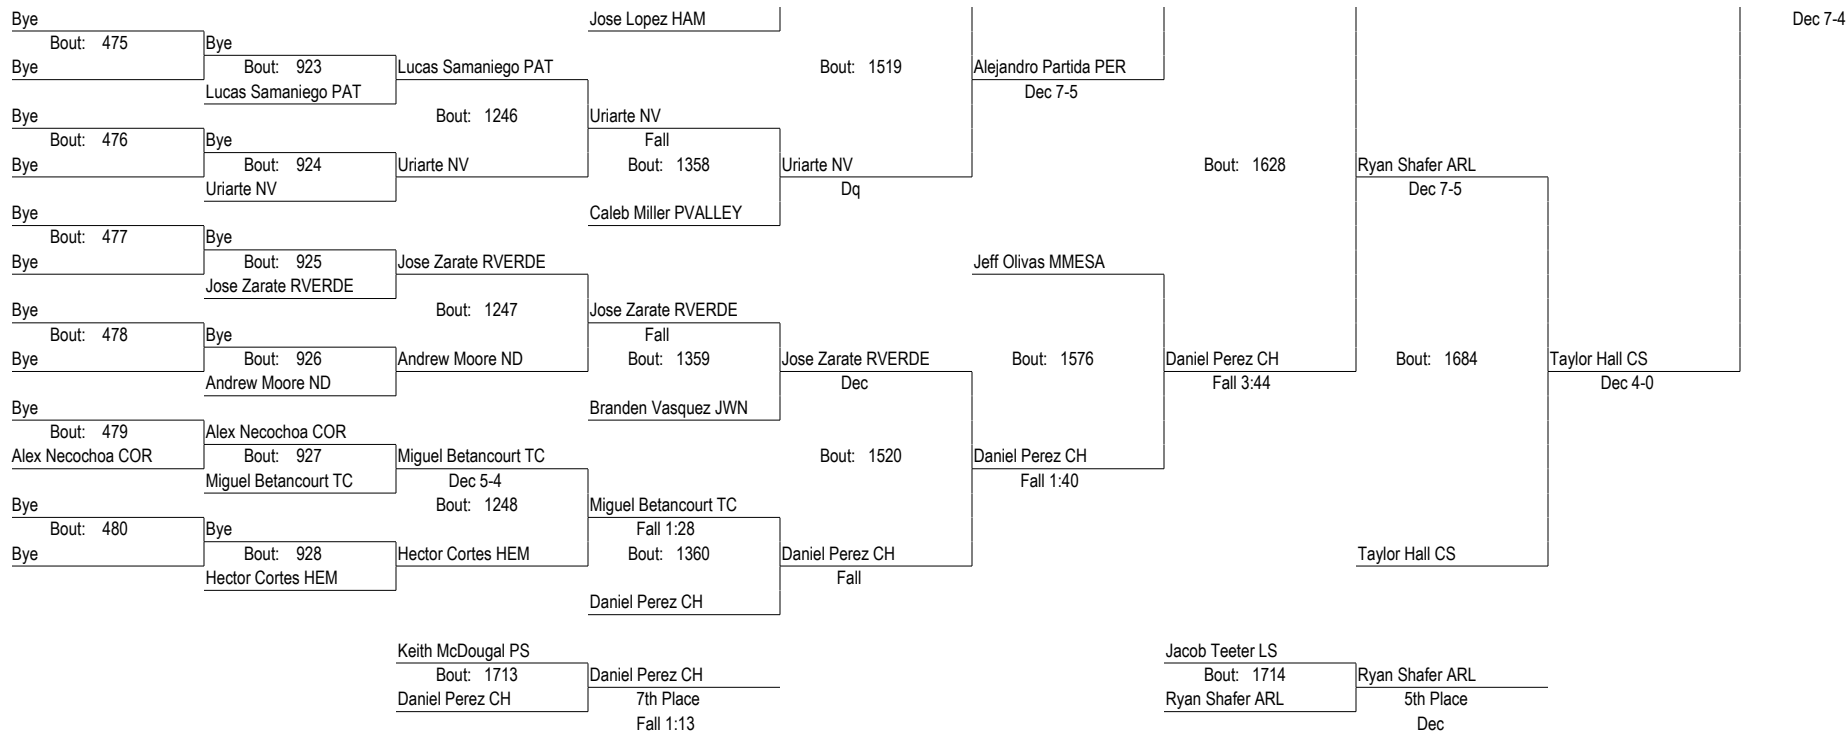 Bye Jose Lopez HAM Dec 7-4
Bout: 475 Bye
Bye Bout: 923 Lucas Samaniego PAT Bout: 1519 Alejandro Partida PER
Lucas Samaniego PAT Dec 7-5
Bye Bout: 1246 Uriarte NV
Bout: 476 Bye Fall
Bye Bout: 924 Uriarte NV Bout: 1358 Uriarte NV Bout: 1628 Ryan Shafer ARL
Uriarte NV Dq Dec 7-5
Bye Caleb Miller PVALLEY
Bout: 477 Bye
Bye Bout: 925 Jose Zarate RVERDE Jeff Olivas MMESA
Jose Zarate RVERDE
Bye Bout: 1247 Jose Zarate RVERDE
Bout: 478 Bye Fall
Bye Bout: 926 Andrew Moore ND Bout: 1359 Jose Zarate RVERDE Bout: 1576 Daniel Perez CH Bout: 1684 Taylor Hall CS
Andrew Moore ND Dec Fall 3:44 Dec 4-0
Bye Branden Vasquez JWN
Bout: 479 Alex Necochoa COR
Alex Necochoa COR Bout: 927 Miguel Betancourt TC Bout: 1520 Daniel Perez CH
Miguel Betancourt TC Dec 5-4 Fall 1:40
Bye Bout: 1248 Miguel Betancourt TC
Bout: 480 Bye Fall 1:28
Bye Bout: 928 Hector Cortes HEM Bout: 1360 Daniel Perez CH Taylor Hall CS
Hector Cortes HEM Fall
Daniel Perez CH
Keith McDougal PS Jacob Teeter LS
Bout: 1713 Daniel Perez CH Bout: 1714 Ryan Shafer ARL
Daniel Perez CH 7th Place Ryan Shafer ARL 5th Place
Fall 1:13 Dec